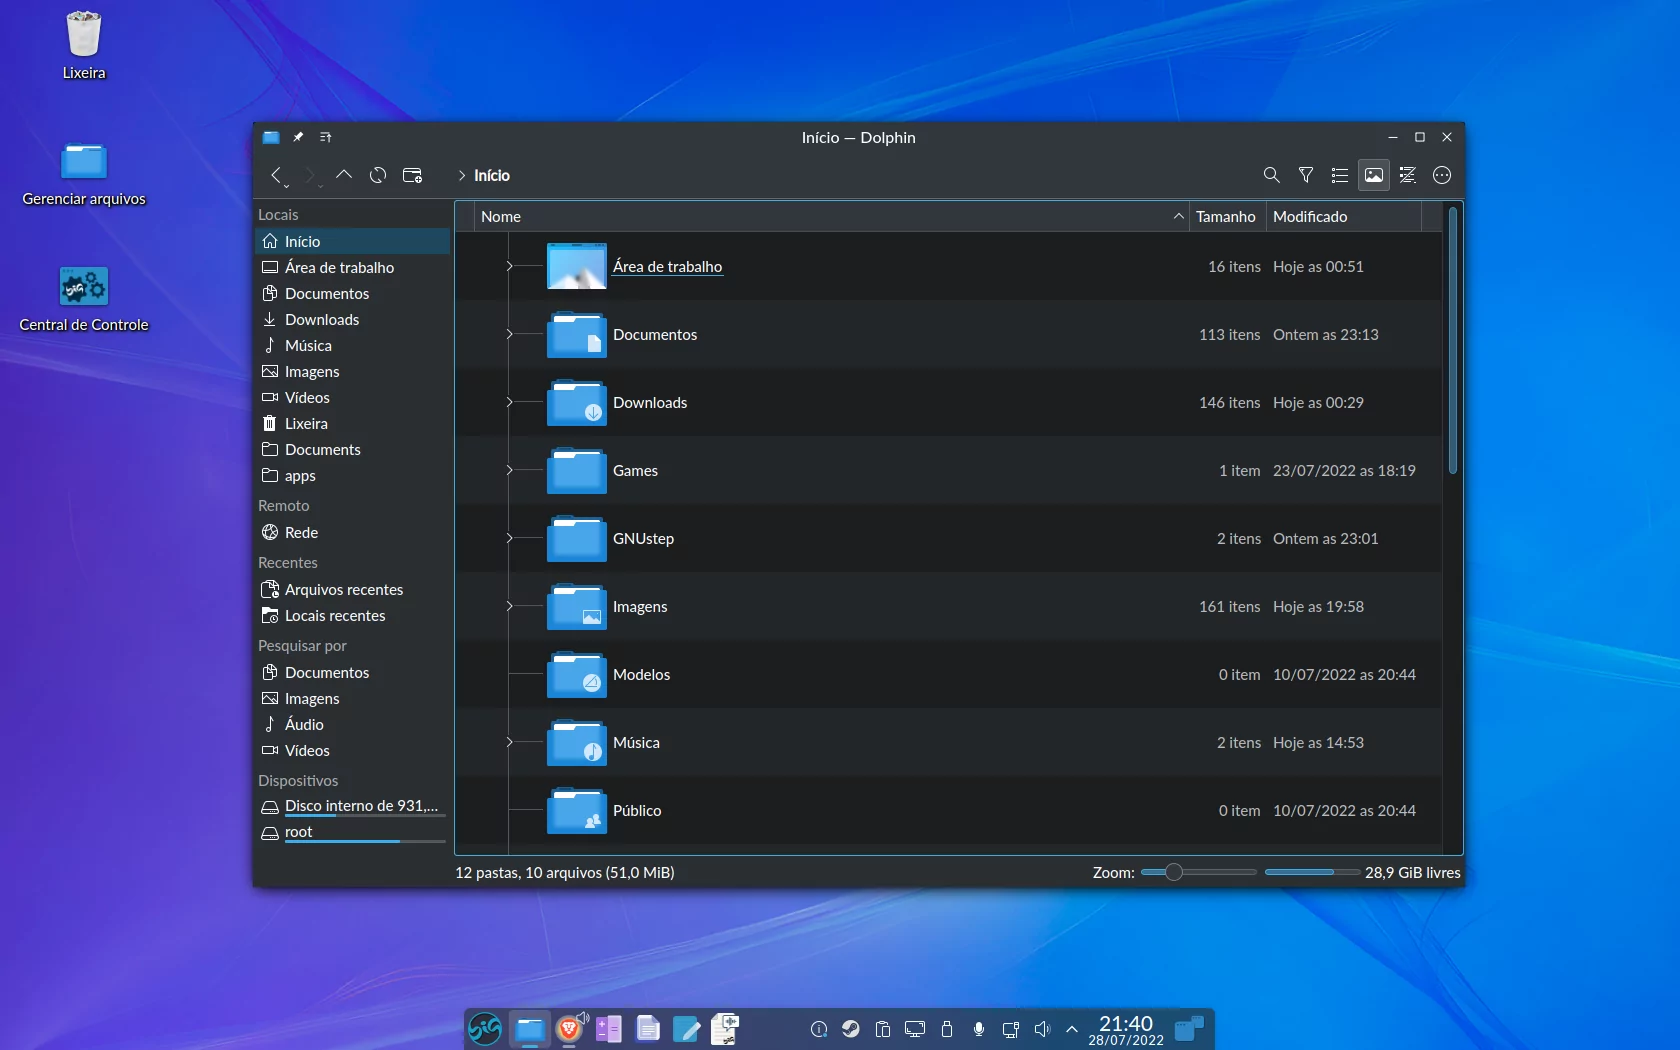 Lixeira
Gerenciar arquivos
Central de Controle
Início — Dolphin
Início
Locais
Início
Área de trabalho
Documentos
Downloads
Música
Imagens
Vídeos
Lixeira
Documents
apps
Remoto
Rede
Recentes
Arquivos recentes
Locais recentes
Pesquisar por
Documentos
Imagens
Áudio
Vídeos
Dispositivos
Disco interno de 931,...
root
Nome Tamanho Modificado
Área de trabalho 16 itens Hoje as 00:51
Documentos 113 itens Ontem as 23:13
Downloads 146 itens Hoje as 00:29
Games 1 item 23/07/2022 as 18:19
GNUstep 2 itens Ontem as 23:01
Imagens 161 itens Hoje as 19:58
Modelos 0 item 10/07/2022 as 20:44
Música 2 itens Hoje as 14:53
Público 0 item 10/07/2022 as 20:44
12 pastas, 10 arquivos (51,0 MiB) Zoom: 28,9 GiB livres
21:40
28/07/2022